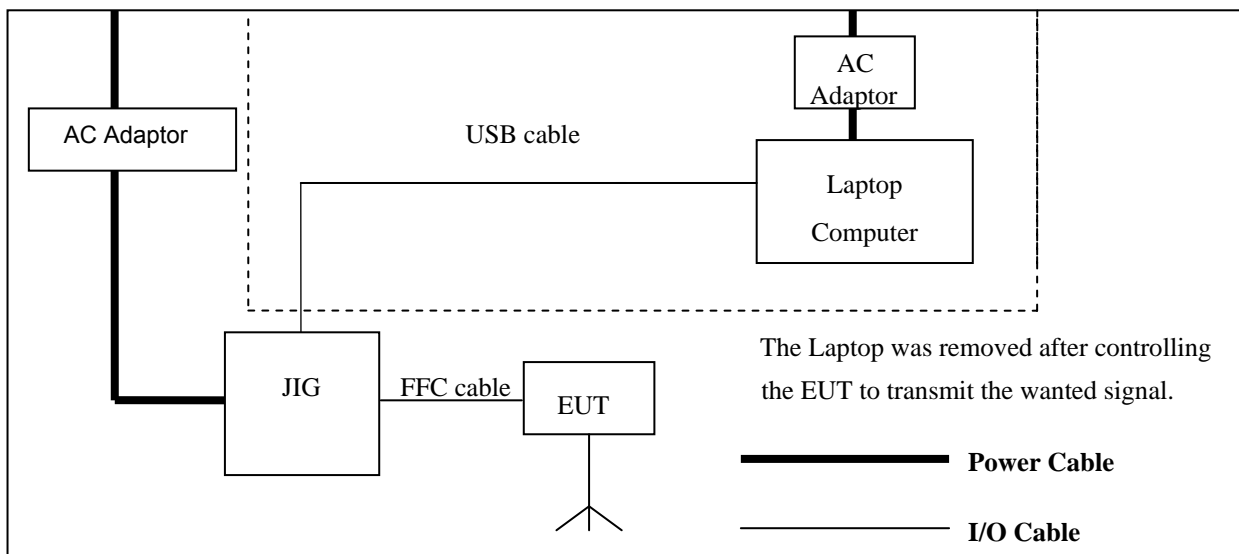 AC
Adaptor
AC Adaptor
USB cable
Laptop
Computer
The Laptop was removed after controlling
the EUT to transmit the wanted signal.
JIG
FFC cable
EUT
Power Cable
I/O Cable